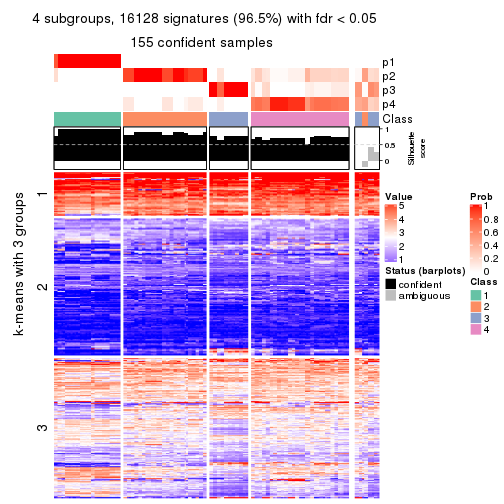 4 subgroups, 16128 signatures (96.5%) with fdr < 0.05
155 confident samples
p1
p2
p3
p4
Class
1
0.5
0
Silhouette
score
k-means with 3 groups
1
2
3
Value
5
4
3
2
1
Prob
1
0.8
0.6
0.4
0.2
0
Status (barplots)
confident
ambiguous
Class
1
2
3
4